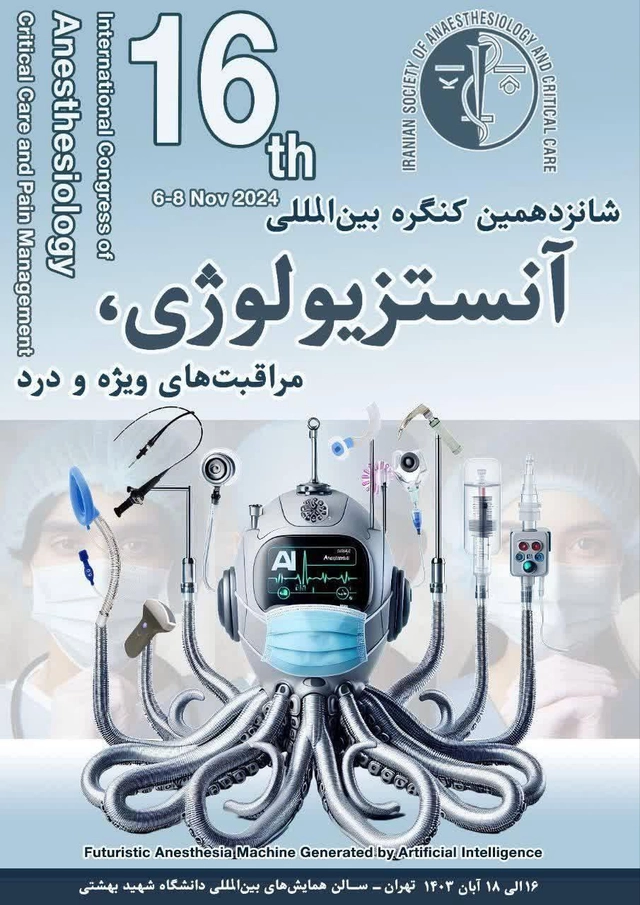 International Congress of
Anesthesiology
Critical Care and Pain Management
16th
6-8 Nov 2024
IRANIAN SOCIETY OF ANAESTHESIOLOGY AND CRITICAL CARE
شانزدهمین کنگره بین‌المللی
آنستزیولوژی،
مراقبت‌های ویژه و درد
AI
Futuristic Anesthesia Machine Generated by Artificial Intelligence
۱۶ الی ۱۸ آبان ۱۴۰۳ تهران – سالن همایش‌های بین‌المللی دانشگاه شهید بهشتی